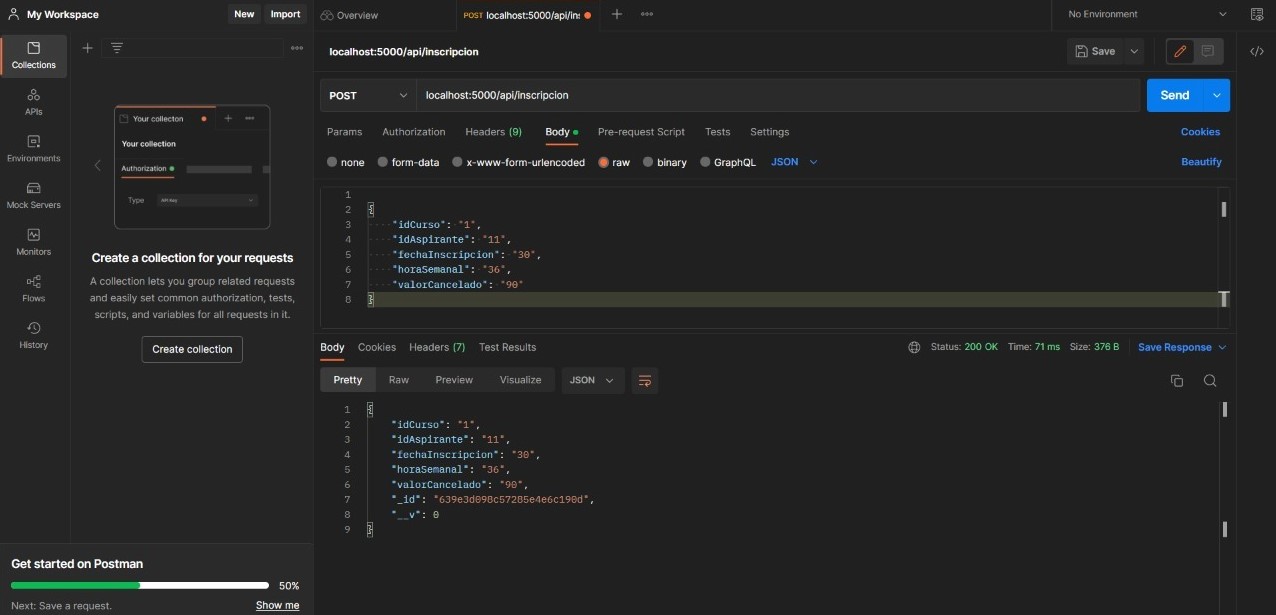 My Workspace
New
Import
Overview
POST localhost:5000/api/ins
No Environment
Collections
APIs
Environments
Mock Servers
Monitors
Flows
History
Your collecton
Your collection
Authorization
Type
API Key
Create a collection for your requests
A collection lets you group related requests
and easily set common authorization, tests,
scripts, and variables for all requests in it.
Create collection
Get started on Postman
50%
Next: Save a request.
Show me
localhost:5000/api/inscripcion
Save
POST
localhost:5000/api/inscripcion
Send
Params Authorization Headers (9) Body Pre-request Script Tests Settings
Cookies
none form-data x-www-form-urlencoded raw binary GraphQL JSON
Beautify
1
2 {
3 "idCurso": "1",
4 "idAspirante": "11",
5 "fechaInscripcion": "30",
6 "horaSemanal": "36",
7 "valorCancelado": "90"
8 }
Body Cookies Headers (7) Test Results
Status: 200 OK Time: 71 ms Size: 376 B
Save Response
Pretty Raw Preview Visualize JSON
1 {
2 "idCurso": "1",
3 "idAspirante": "11",
4 "fechaInscripcion": "30",
5 "horaSemanal": "36",
6 "valorCancelado": "90",
7 "_id": "639e3d098c57285e4e6c190d",
8 "__v": 0
9 }